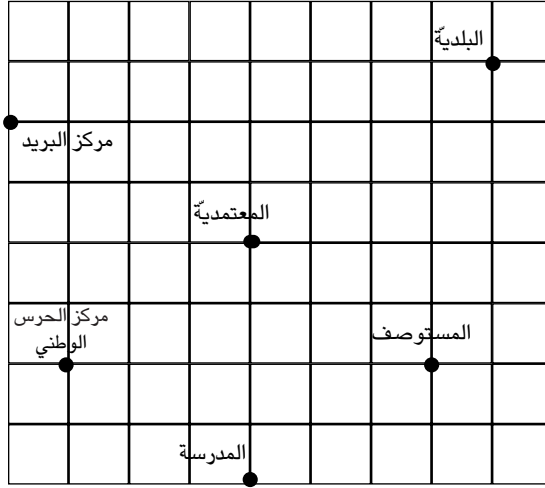 البلديّة
مركز البريد
المعتمديّة
مركز الحرس
الوطني
المستوصف
المدرسة